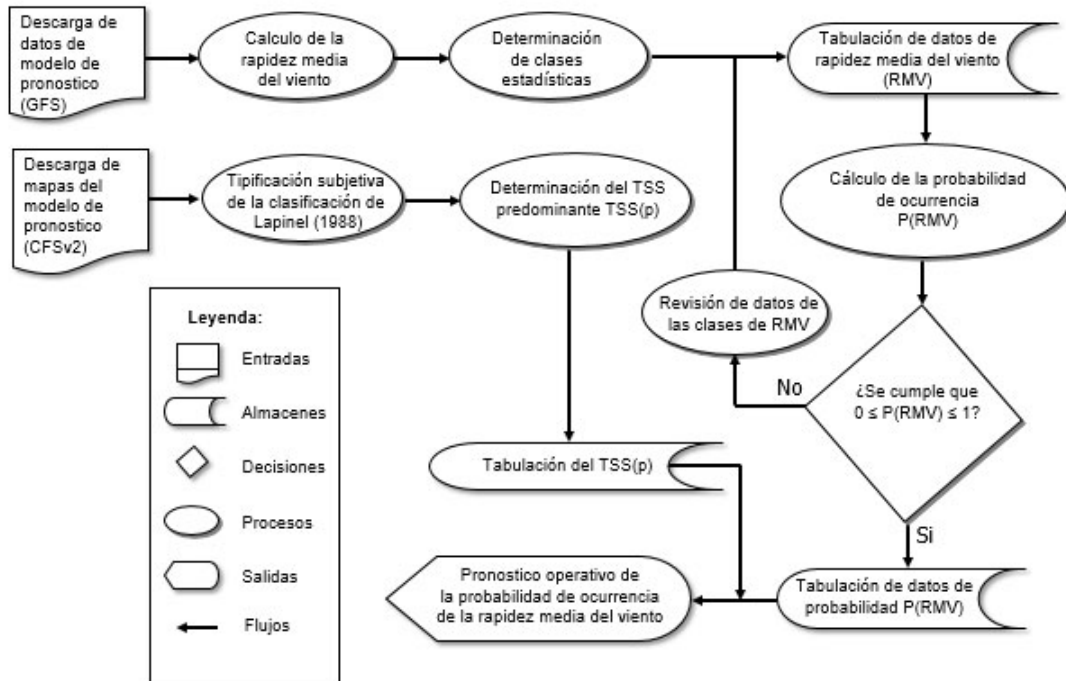 Descarga de
datos de
modelo de
pronostico
(GFS)
Calculo de la
rapidez media
del viento
Determinación
de clases
estadísticas
Tabulación de datos de
rapidez media del viento
(RMV)
Descarga de
mapas del
modelo de
pronostico
(CFSv2)
Tipificación subjetiva
de la clasificación de
Lapinel (1988)
Determinación del TSS
predominante TSS(p)
Cálculo de la probabilidad
de ocurrencia
P(RMV)
Revisión de datos de
las clases de RMV
¿Se cumple que
0 ≤ P(RMV) ≤ 1?
No
Si
Tabulación del TSS(p)
Tabulación de datos de
probabilidad P(RMV)
Pronostico operativo de
la probabilidad de ocurrencia
de la rapidez media del viento
Leyenda:
Entradas
Almacenes
Decisiones
Procesos
Salidas
Flujos